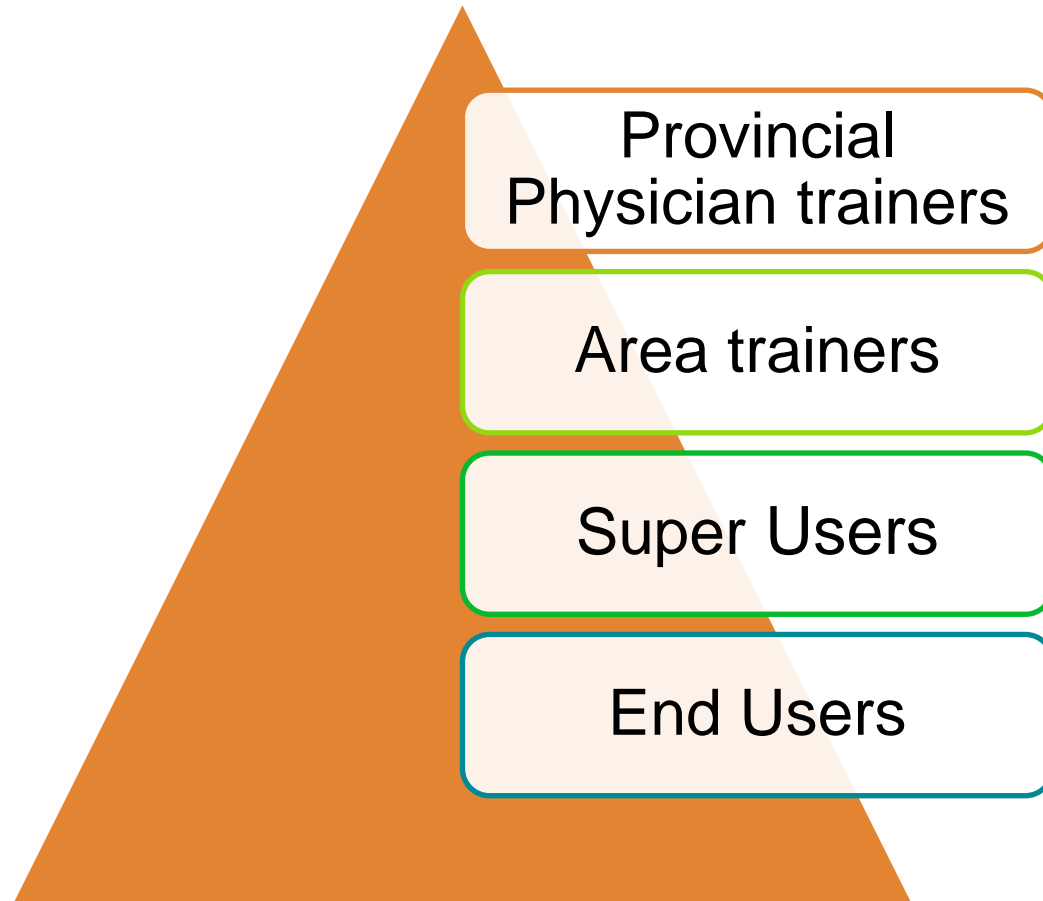 Provincial
Physician trainers
Area trainers
Super Users
End Users